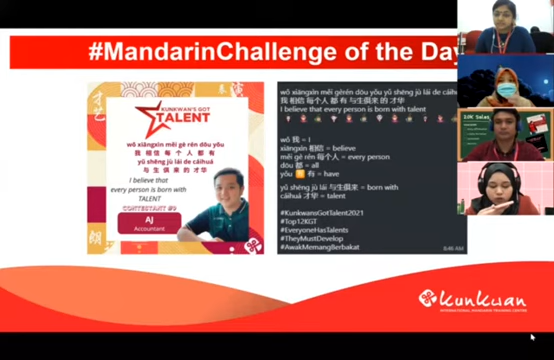 #MandarinChallenge of the Day
KUNKWAN'S GOT
TALENT
wǒ xiāngxìn měi gèrén dōu yǒu
我 相信 每个人 都 有
yǔ shēng jù lái de cáihuá
与 生 俱 来 的 才华
I believe that
every person is born with
TALENT
CONTESTANT #9
AJ
Accountant
才
艺
朗
wǒ xiāngxìn měi gèrén dōu yǒu yǔ shēng jù lái de cáihu
我 相信 每个人 都 有 与生俱来的 才华
I believe that every person is born with talent
wǒ 我 = I
xiāngxìn 相信 = believe
měi gè rén 每个人 = every person
dōu 都 = all
yǒu 有 = have
yǔ shēng jù lái 与生俱来 = born with
cáihuá 才华 = talent
#KunkwansGotTalent2021
#Top12KGT
#EveryoneHasTalents
#TheyMustDevelop
#AwakMemangBerbakat
8:46 AM
kunkwan
INTERNATIONAL MANDARIN TRAINING CENTRE